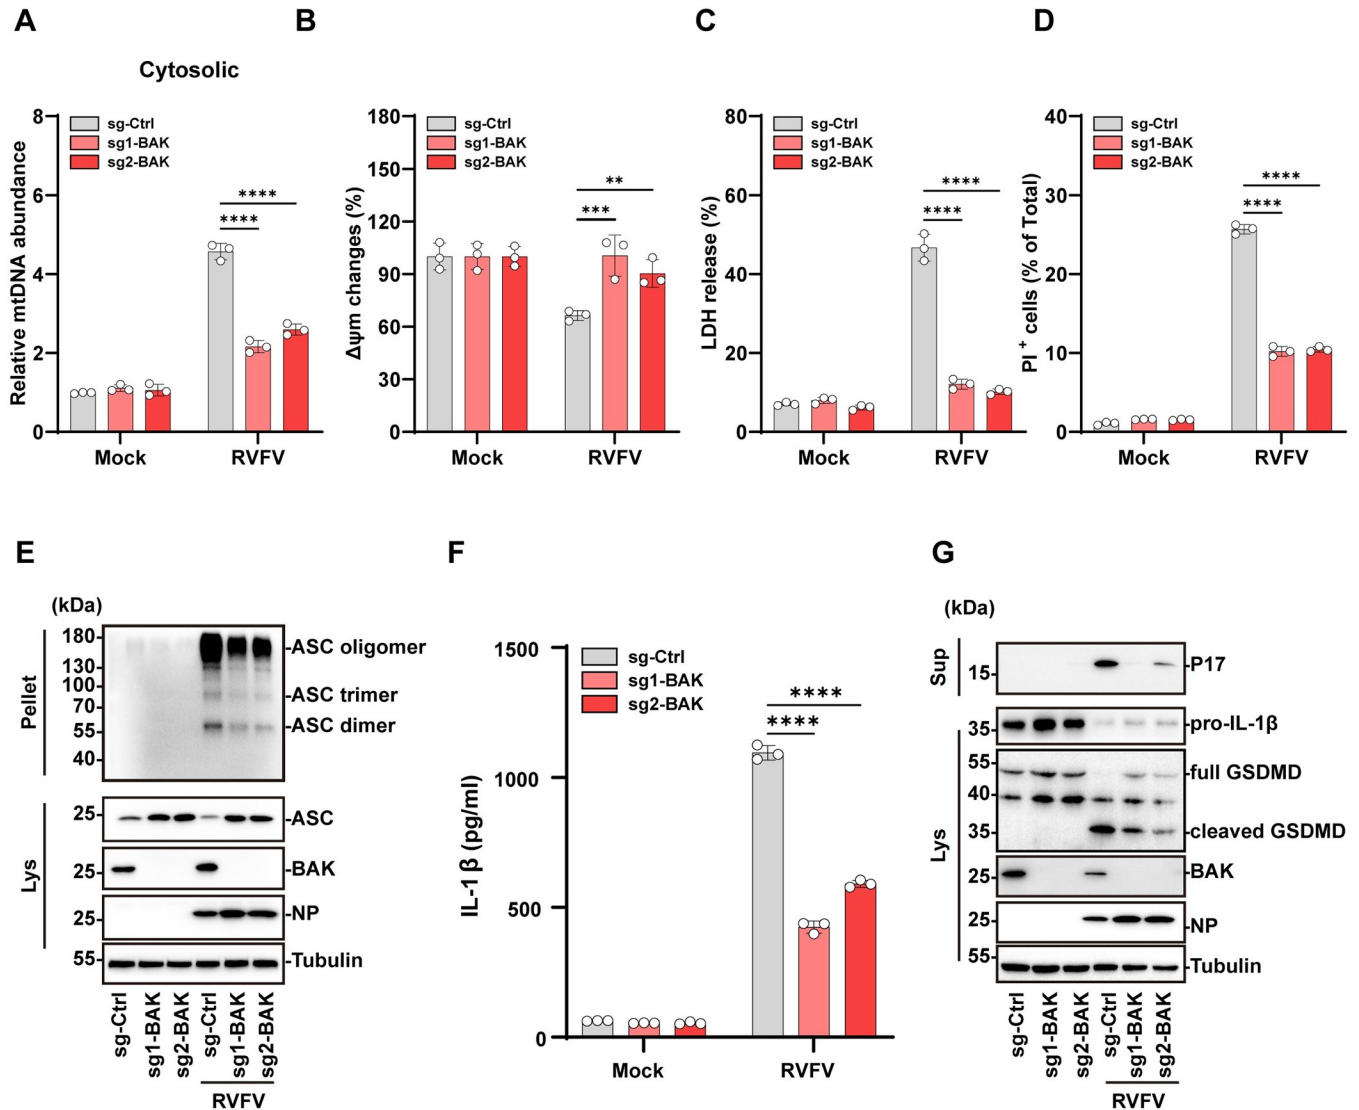 A
Cytosolic
Relative mtDNA abundance
8
6
4
2
0
sg-Ctrl
sg1-BAK
sg2-BAK
****
****
Mock
RVFV
B
Δψm changes (%)
180
150
120
90
60
30
0
sg-Ctrl
sg1-BAK
sg2-BAK
**
***
Mock
RVFV
C
LDH release (%)
80
60
40
20
0
sg-Ctrl
sg1-BAK
sg2-BAK
****
****
Mock
RVFV
D
PI + cells (% of Total)
40
30
20
10
0
sg-Ctrl
sg1-BAK
sg2-BAK
****
****
Mock
RVFV
E
(kDa)
Pellet
180
130
100
70
55
40
ASC oligomer
ASC trimer
ASC dimer
Lys
25
ASC
25
BAK
25
NP
55
Tubulin
sg-Ctrl
sg1-BAK
sg2-BAK
sg-Ctrl
sg1-BAK
sg2-BAK
RVFV
F
IL-1 β (pg/ml)
1500
1000
500
0
sg-Ctrl
sg1-BAK
sg2-BAK
****
****
Mock
RVFV
G
(kDa)
Sup
15
P17
Lys
35
pro-IL-1β
55
40
35
full GSDMD
cleaved GSDMD
25
BAK
25
NP
55
Tubulin
sg-Ctrl
sg1-BAK
sg2-BAK
sg-Ctrl
sg1-BAK
sg2-BAK
RVFV